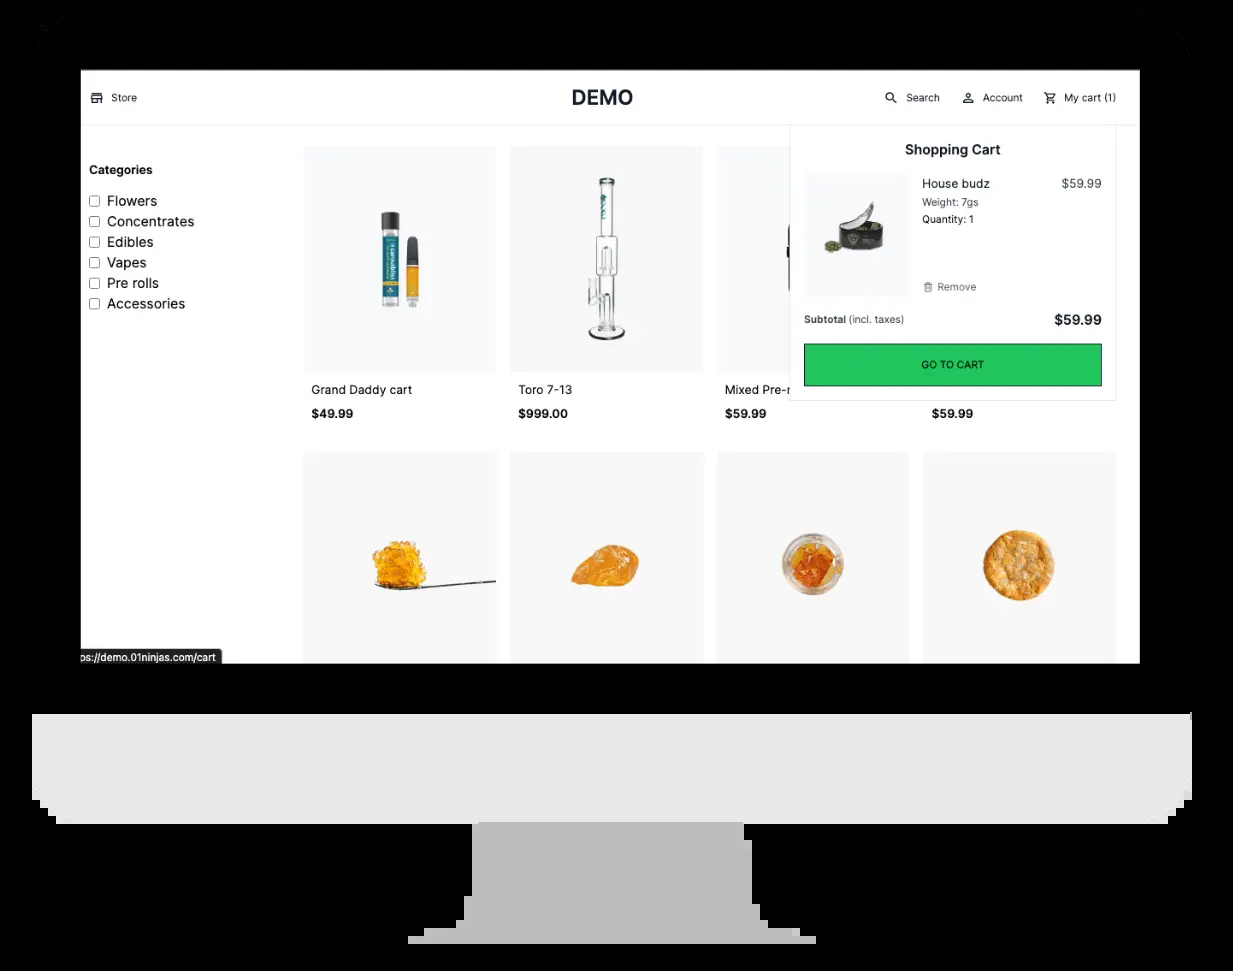 Store
DEMO
Search
Account
My cart (1)
Categories
Flowers
Concentrates
Edibles
Vapes
Pre rolls
Accessories
Shopping Cart
House budz $59.99
Weight: 7gs
Quantity: 1
Remove
Subtotal (incl. taxes) $59.99
GO TO CART
Grand Daddy cart
$49.99
Toro 7-13
$999.00
Mixed Pre-r
$59.99
$59.99
ps://demo.01ninjas.com/cart